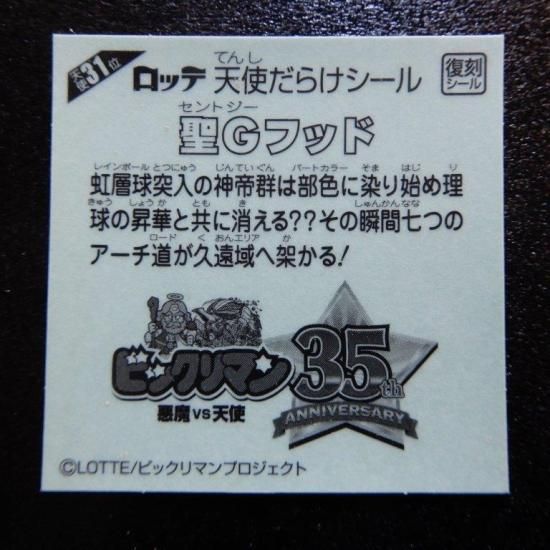 天使31位
てんし
ロッテ 天使だらけシール
復刻
シール
セントジー
聖Gフッド
レインボール とつにゅう じんていぐん パートカラー そま はじ り
虹層球突入の神帝群は部色に染り始め理
きゅう しょうか とも き しゅんかんなな
球の昇華と共に消える??その瞬間七つの
ロード く おんエリア か
アーチ道が久遠域へ架かる!
ビックリマン
悪魔VS天使
35th
ANNIVERSARY
©LOTTE/ビックリマンプロジェクト